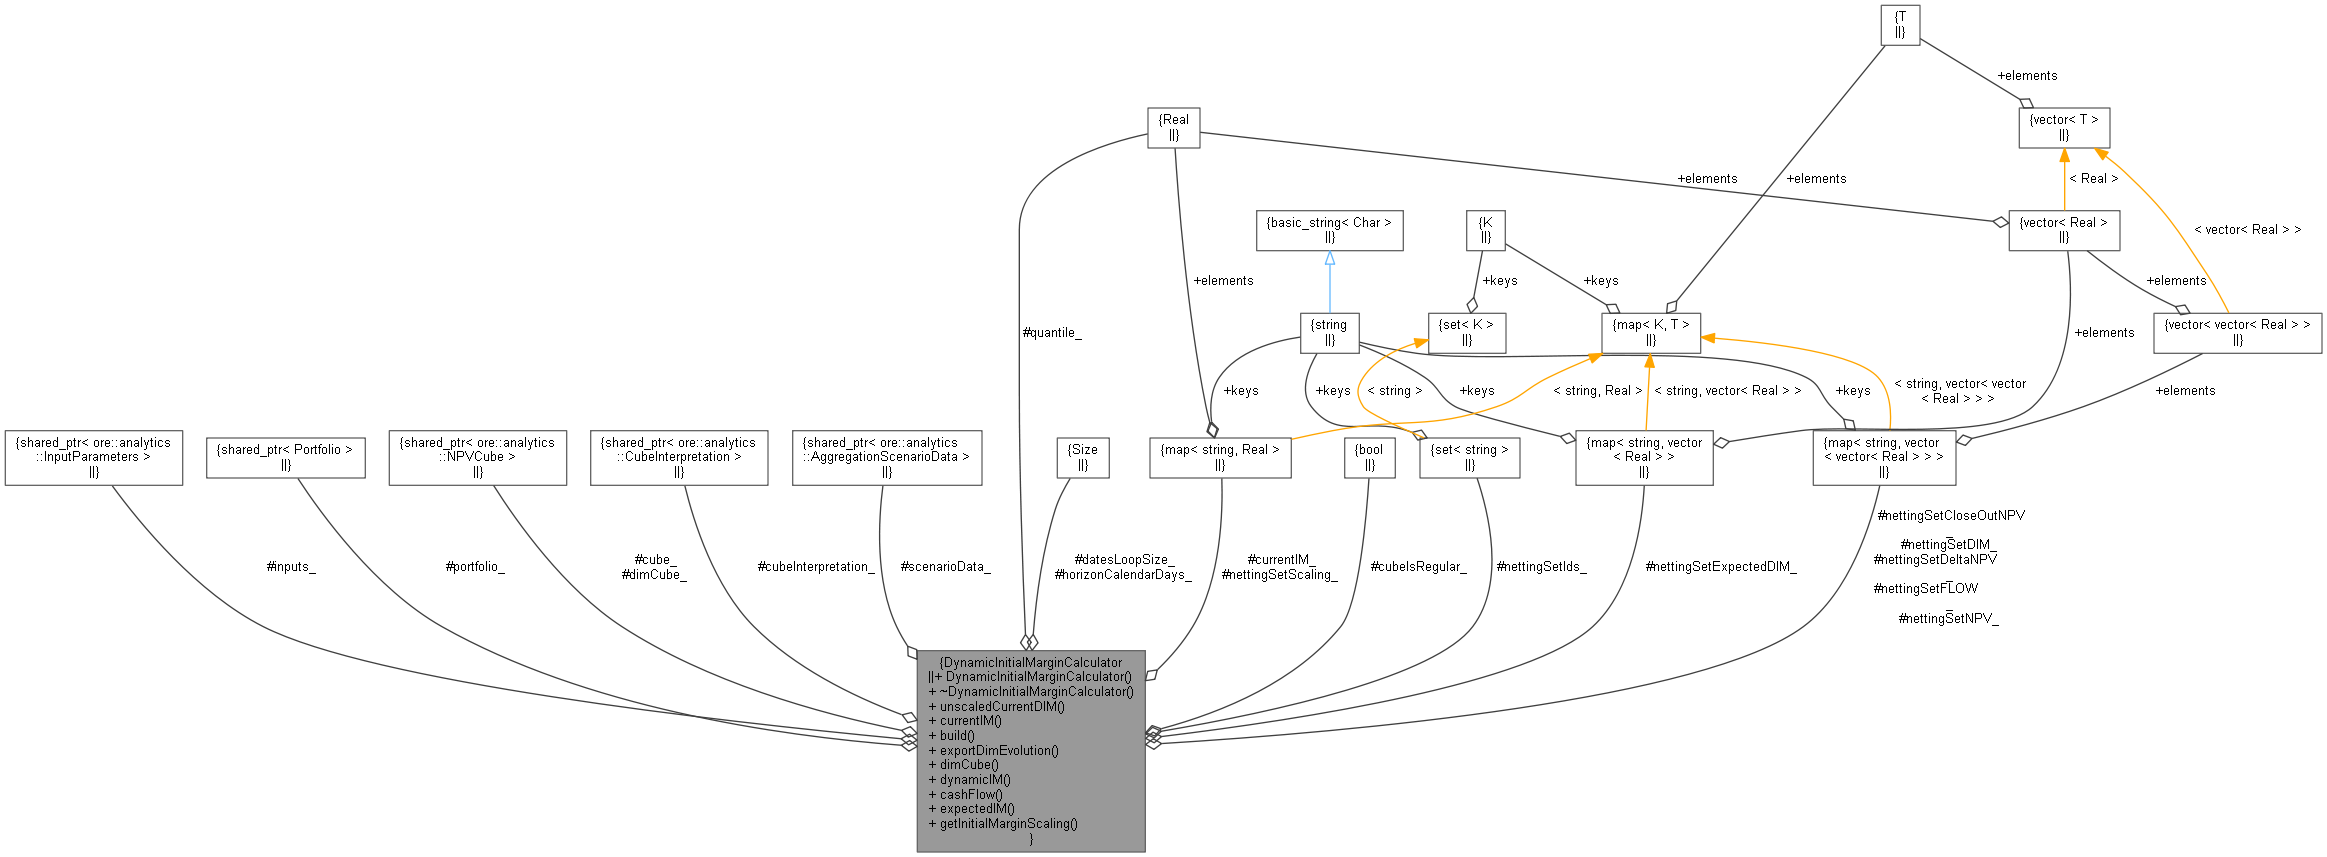 {T
||}
+elements
{Real
||}
{vector< T >
||}
+elements
+elements
< Real >
{basic_string< Char >
||}
{K
||}
{vector< Real >
||}
< vector< Real > >
+elements
+keys
+keys
+elements
#quantile_
{string
||}
{set< K >
||}
{map< K, T >
||}
+elements
{vector< vector< Real > >
||}
+keys
+keys
< string >
+keys
< string, Real >
< string, vector< Real > >
+keys
< string, vector< vector
< Real > > >
+elements
{shared_ptr< ore::analytics
::InputParameters >
||}
{shared_ptr< Portfolio >
||}
{shared_ptr< ore::analytics
::NPVCube >
||}
{shared_ptr< ore::analytics
::CubeInterpretation >
||}
{shared_ptr< ore::analytics
::AggregationScenarioData >
||}
{Size
||}
{map< string, Real >
||}
{bool
||}
{set< string >
||}
{map< string, vector
< Real > >
||}
{map< string, vector
< vector< Real > > >
||}
#inputs_
#portfolio_
#cube_
#dimCube_
#cubeInterpretation_
#scenarioData_
#datesLoopSize_
#horizonCalendarDays_
#currentIM_
#nettingSetScaling_
#cubeIsRegular_
#nettingSetIds_
#nettingSetExpectedDIM_
#nettingSetCloseOutNPV
_
#nettingSetDIM_
#nettingSetDeltaNPV
_
#nettingSetFLOW
_
#nettingSetNPV_
{DynamicInitialMarginCalculator
||+ DynamicInitialMarginCalculator()
+ ~DynamicInitialMarginCalculator()
+ unscaledCurrentDIM()
+ currentIM()
+ build()
+ exportDimEvolution()
+ dimCube()
+ dynamicIM()
+ cashFlow()
+ expectedIM()
+ getInitialMarginScaling()
}